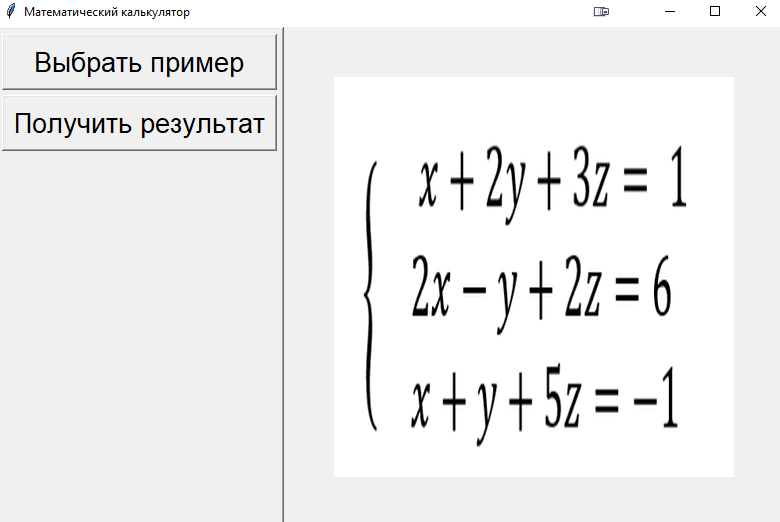 Математический калькулятор
Выбрать пример
Получить результат
x + 2y + 3z = 1
2x − y + 2z = 6
x + y + 5z = −1